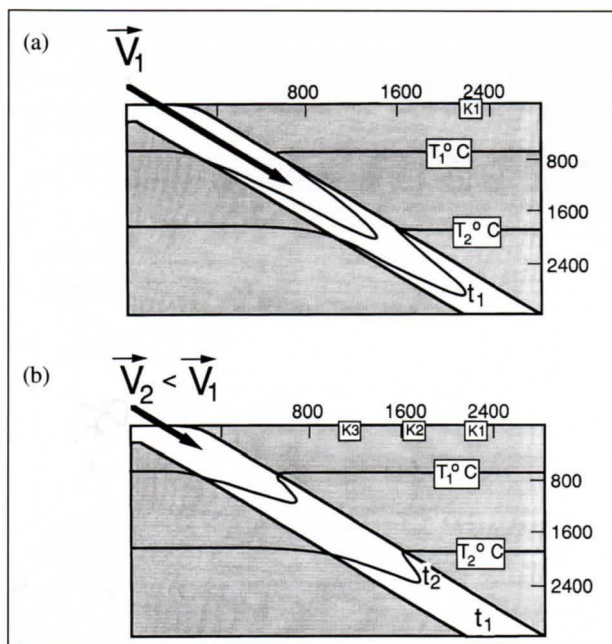 (a)
V₁
800 1600 2400
K1
T₁° C
800
1600
T₂° C
2400
t₁
(b)
V₂ < V₁
800 1600 2400
K3 K2 K1
T₁° C
800
1600
T₂° C
t₂
2400
t₁